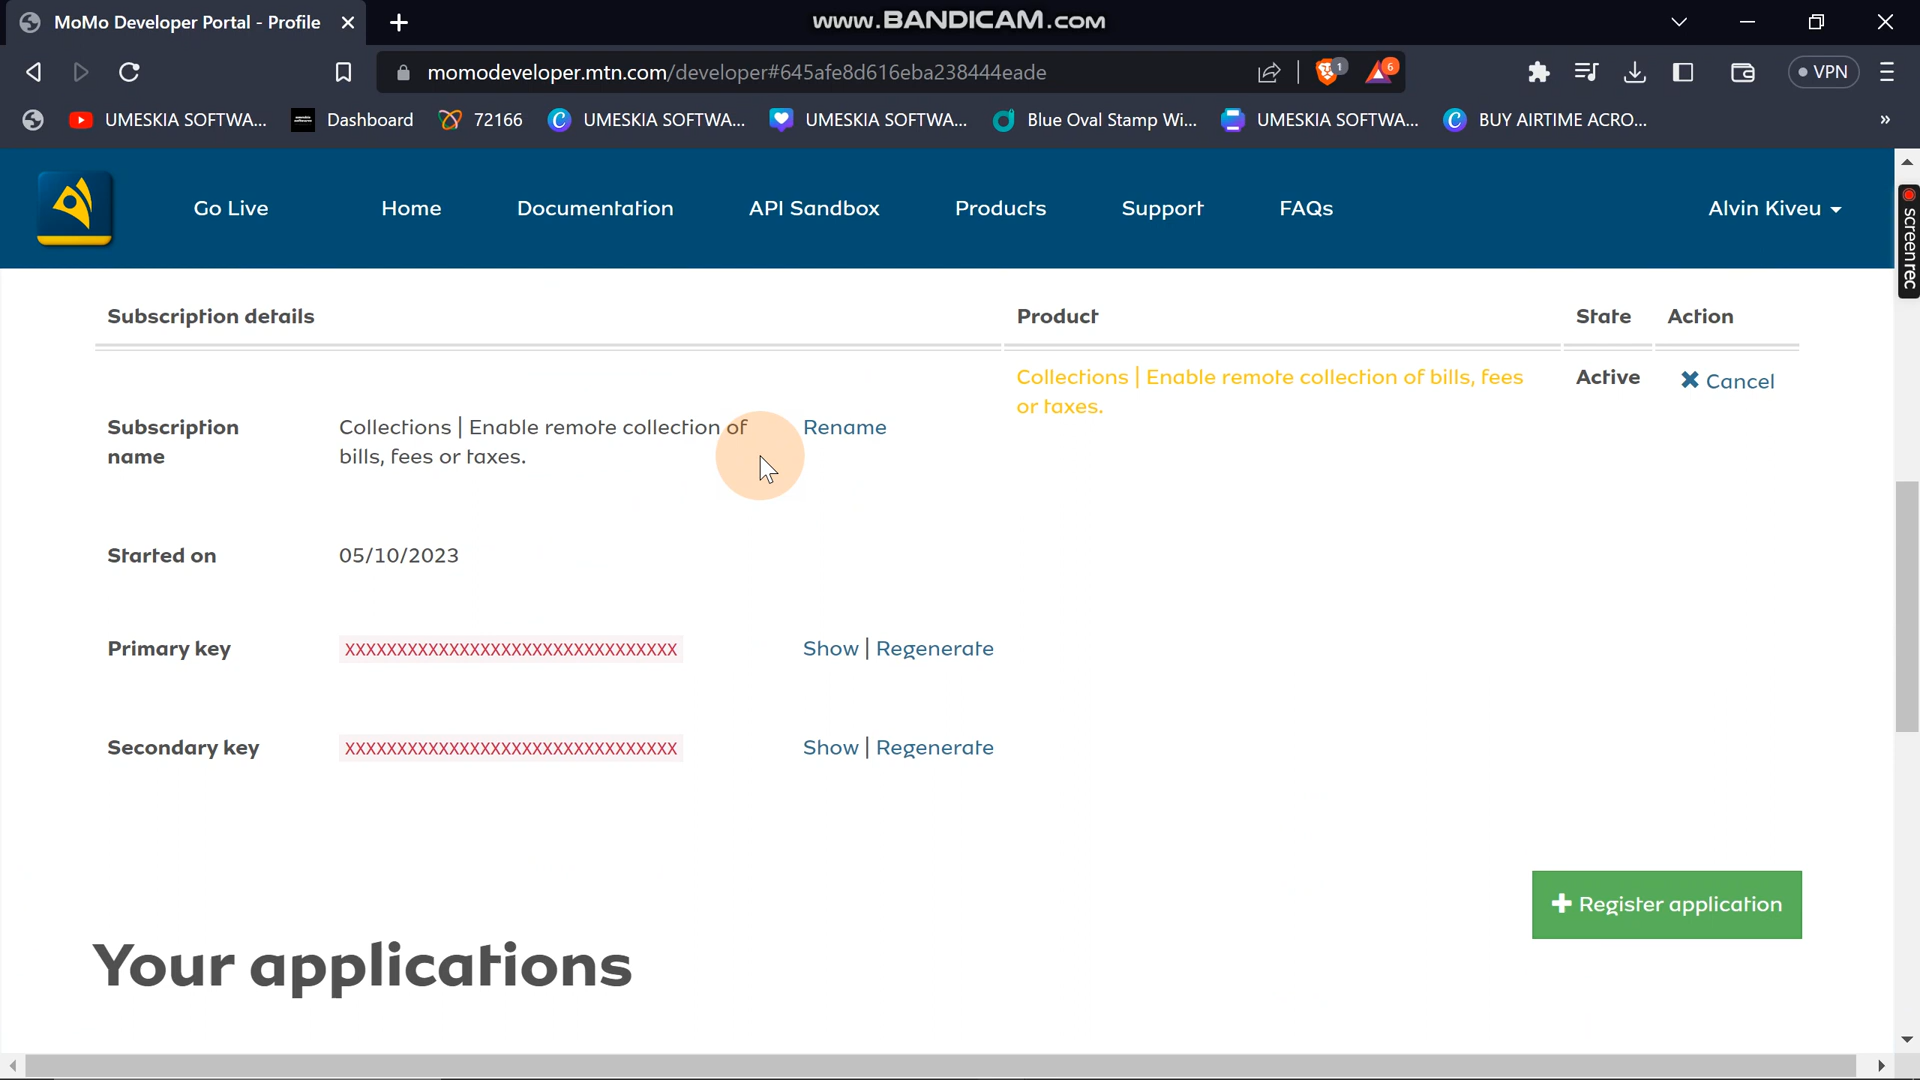 MoMo Developer Portal - Profile
www.BANDICAM.com
momodeveloper.mtn.com/developer#645afe8d616eba238444eade
1
6
VPN
UMESKIA SOFTWA...
Dashboard
72166
UMESKIA SOFTWA...
UMESKIA SOFTWA...
Blue Oval Stamp Wi...
UMESKIA SOFTWA...
BUY AIRTIME ACRO...
»
Go Live
Home
Documentation
API Sandbox
Products
Support
FAQs
Alvin Kiveu
screenrec
Subscription details
Product
State
Action
Collections | Enable remote collection of bills, fees
or taxes.
Active
Cancel
Subscription
name
Collections | Enable remote collection of
bills, fees or taxes.
Rename
Started on
05/10/2023
Primary key
XXXXXXXXXXXXXXXXXXXXXXXXXXXXXXXX
Show | Regenerate
Secondary key
XXXXXXXXXXXXXXXXXXXXXXXXXXXXXXXX
Show | Regenerate
Register application
Your applications